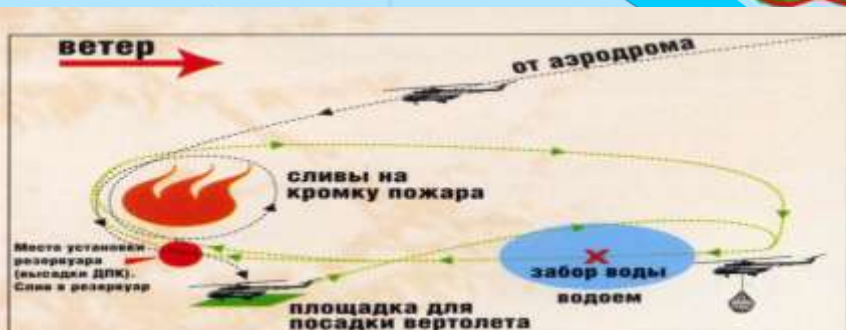 ветер
от аэродрома
сливы на
кромку пожара
Место установки
резервуара
(высадки ДПК).
Слив в резервуар
забор воды
водоем
площадка для
посадки вертолета